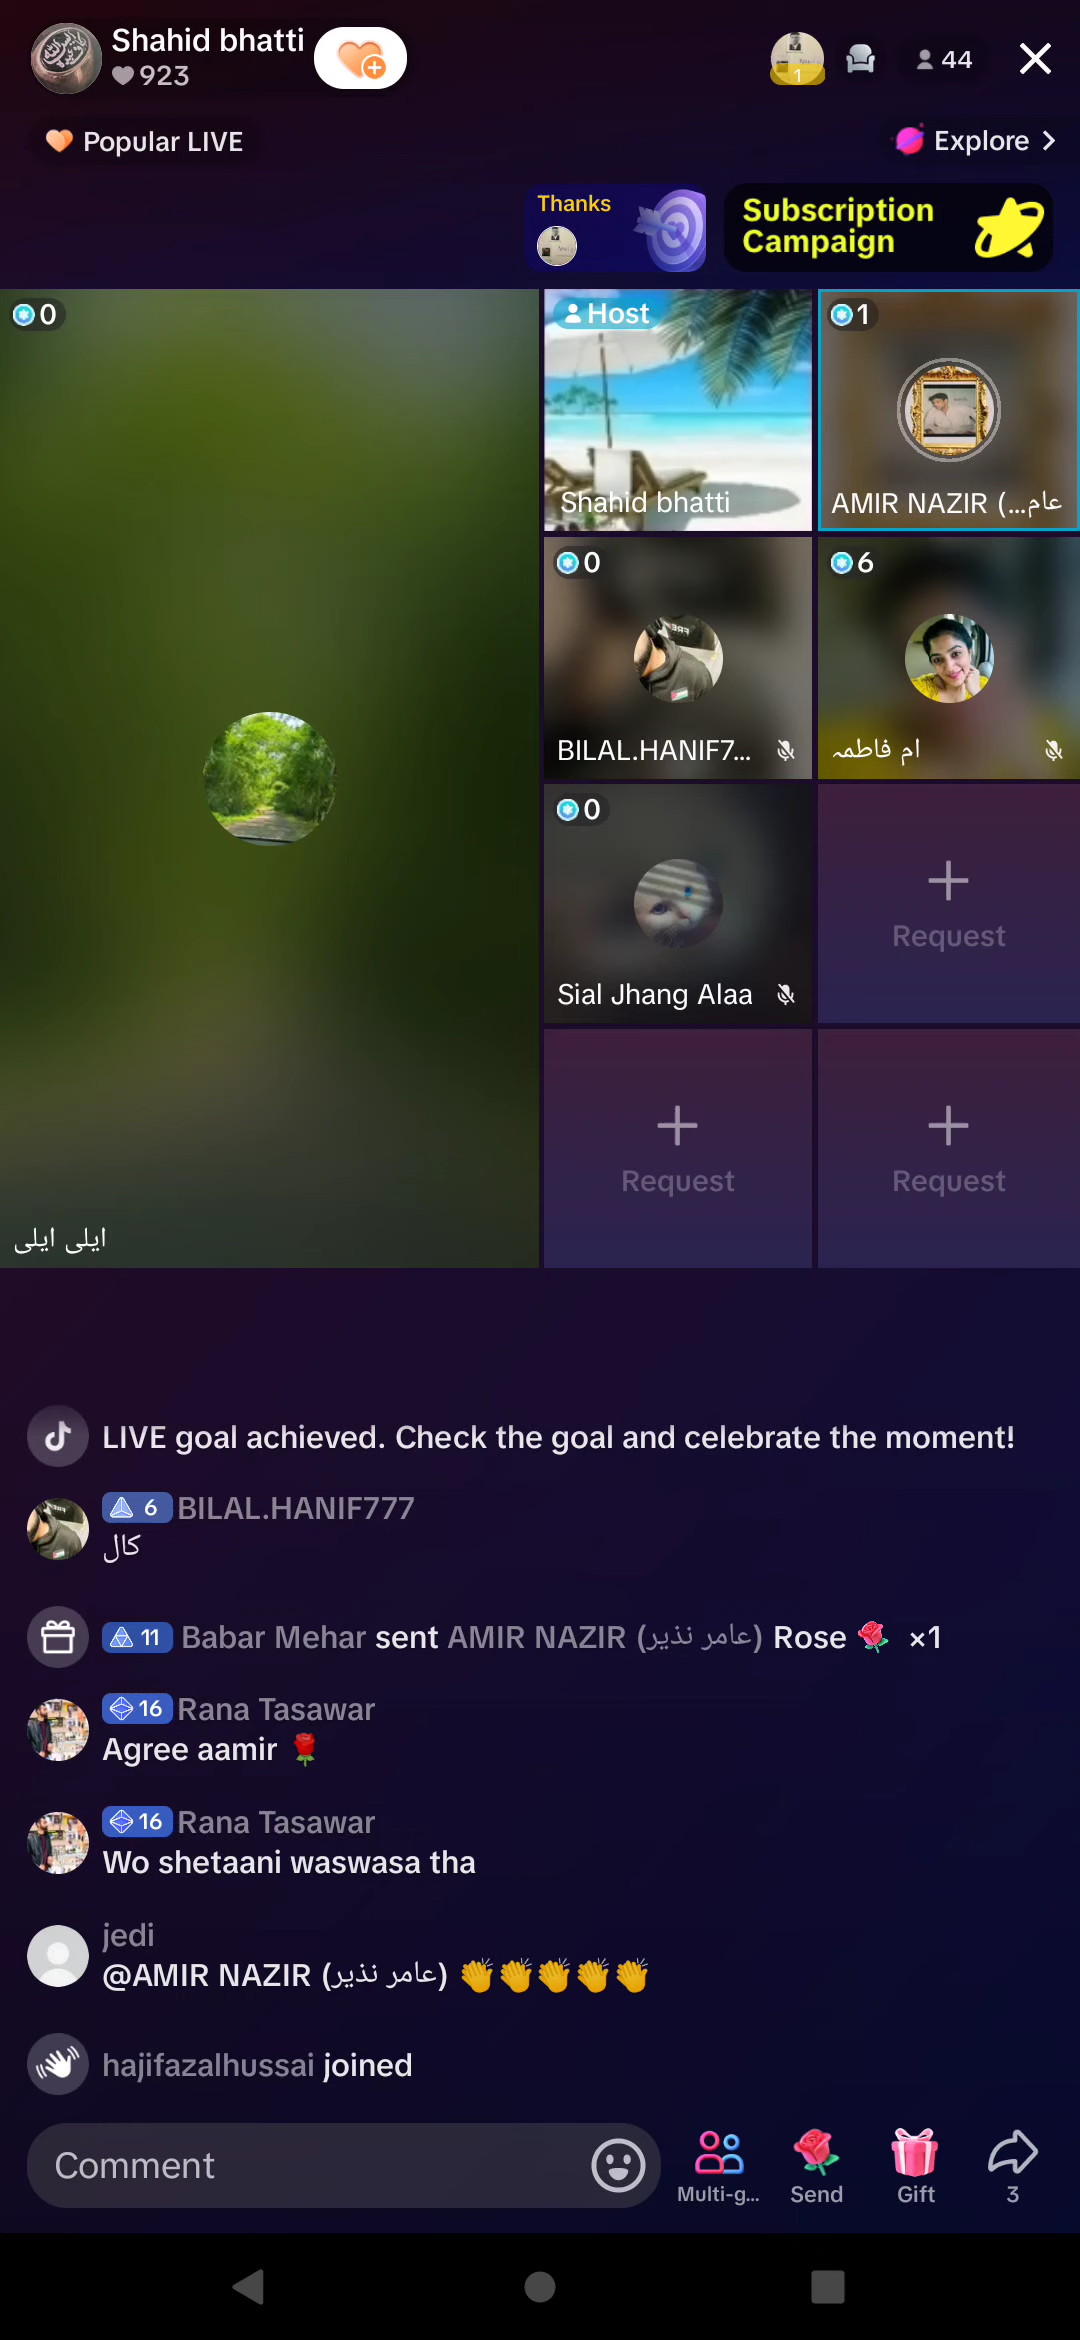 Shahid bhatti
923
1
44
Popular LIVE
Explore
Thanks
Subscription
Campaign
0
Host
Shahid bhatti
1
AMIR NAZIR (...عام
0
BILAL.HANIF7...
6
ام فاطمہ
0
Sial Jhang Alaa
Request
Request
Request
ایلی ایلی
LIVE goal achieved. Check the goal and celebrate the moment!
6 BILAL.HANIF777
کال
11 Babar Mehar sent AMIR NAZIR (عامر نذیر) Rose 🌹 ×1
16 Rana Tasawar
Agree aamir 🌹
16 Rana Tasawar
Wo shetaani waswasa tha
jedi
@AMIR NAZIR (عامر نذیر) 👏👏👏👏👏
hajifazalhussai joined
Comment
Multi-g...
Send
Gift
3